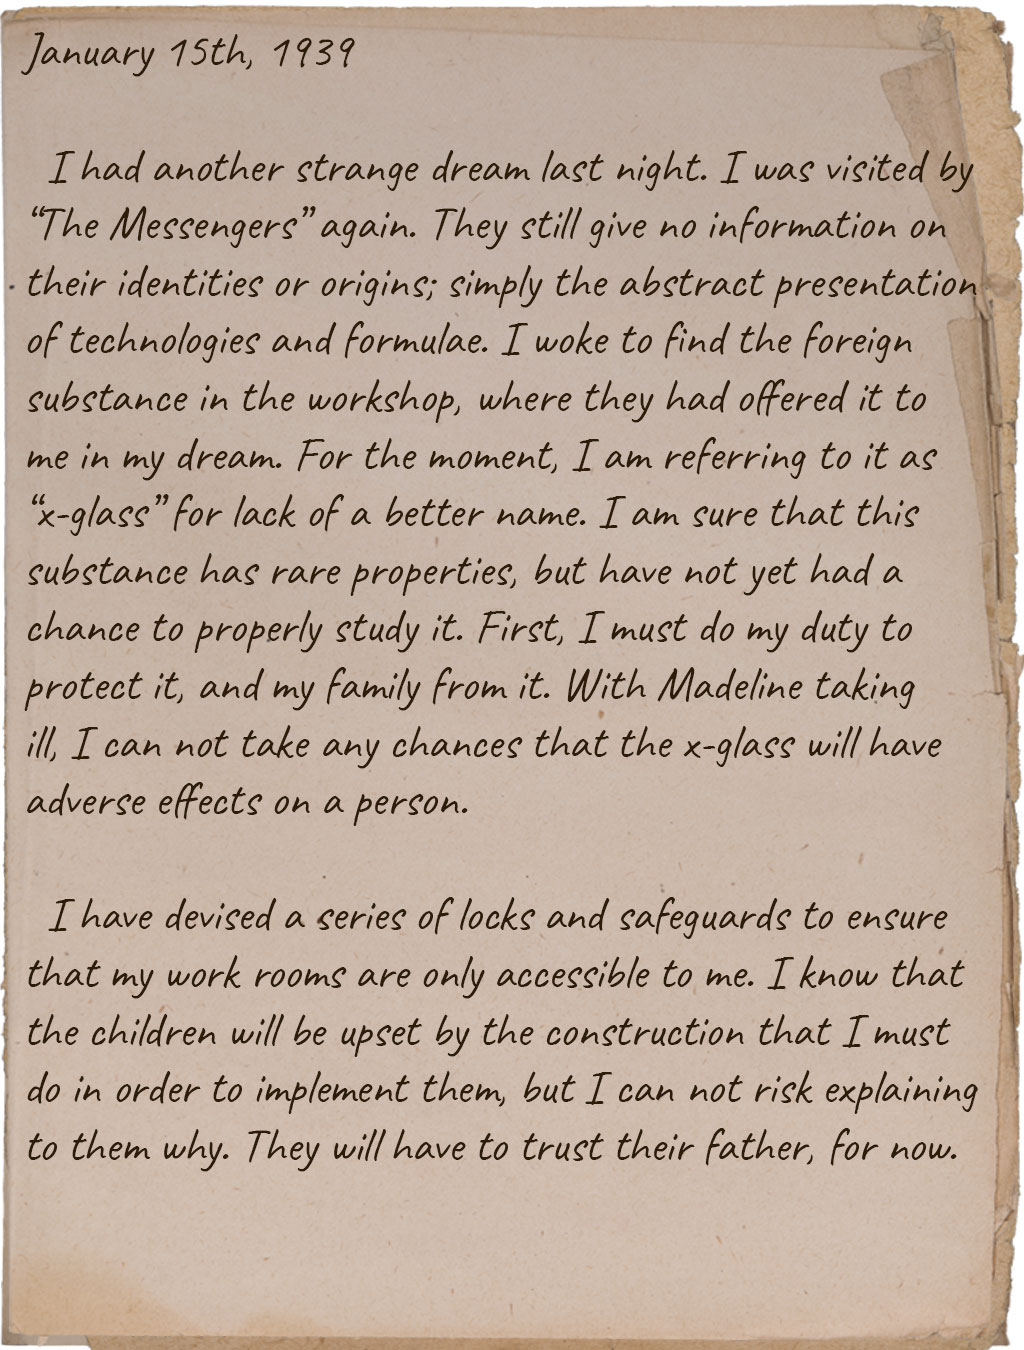 January 15th, 1939
I had another strange dream last night. I was visited by
“The Messengers” again. They still give no information on
their identities or origins; simply the abstract presentation
of technologies and formulae. I woke to find the foreign
substance in the workshop, where they had offered it to
me in my dream. For the moment, I am referring to it as
“x-glass” for lack of a better name. I am sure that this
substance has rare properties, but have not yet had a
chance to properly study it. First, I must do my duty to
protect it, and my family from it. With Madeline taking
ill, I can not take any chances that the x-glass will have
adverse effects on a person.
I have devised a series of locks and safeguards to ensure
that my work rooms are only accessible to me. I know that
the children will be upset by the construction that I must
do in order to implement them, but I can not risk explaining
to them why. They will have to trust their father, for now.